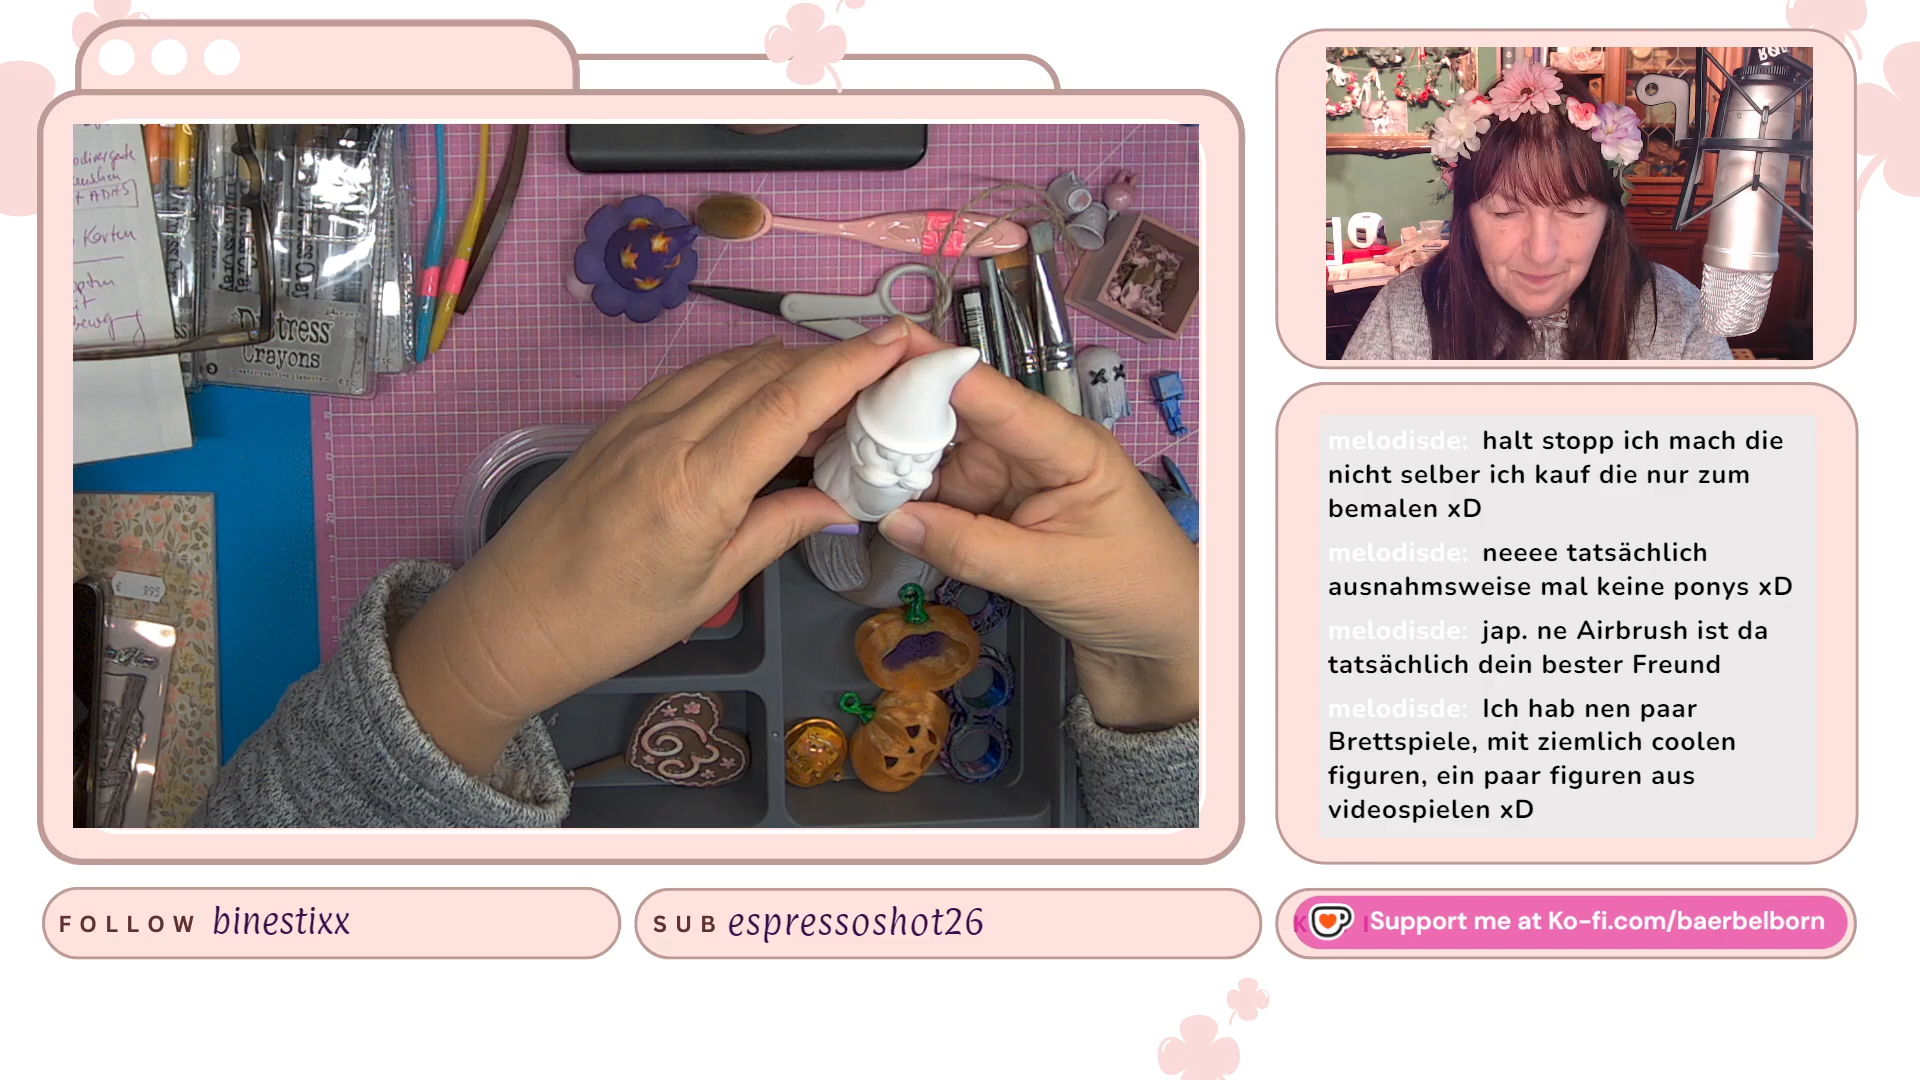 + ADHS
Karten
Distress
Crayons
melodisde: halt stopp ich mach die
nicht selber ich kauf die nur zum
bemalen xD
melodisde: neeee tatsächlich
ausnahmsweise mal keine ponys xD
melodisde: jap. ne Airbrush ist da
tatsächlich dein bester Freund
melodisde: Ich hab nen paar
Brettspiele, mit ziemlich coolen
figuren, ein paar figuren aus
videospielen xD
FOLLOW binestixx
SUB espressoshot26
Support me at Ko-fi.com/baerbelborn